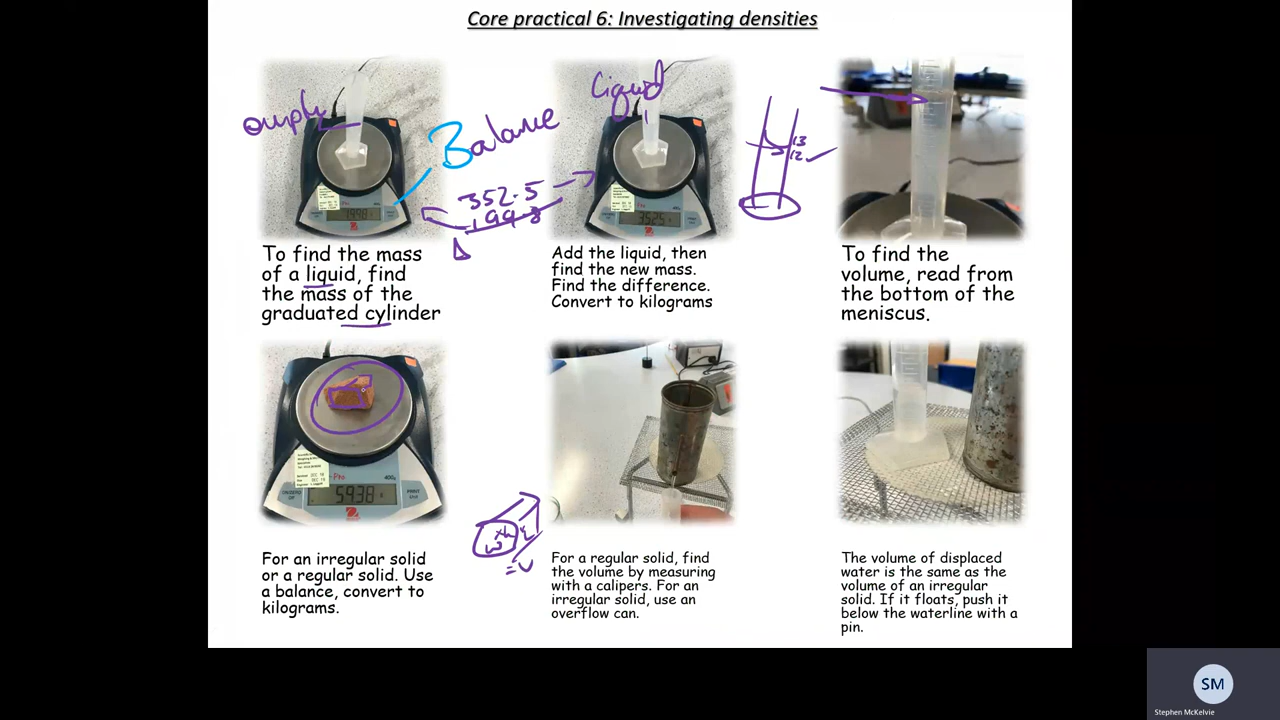 Core practical 6: Investigating densities
empty
Balance
liquid
352.5
199.8
13
12
To find the mass
of a liquid, find
the mass of the
graduated cylinder
Add the liquid, then
find the new mass.
Find the difference.
Convert to kilograms
To find the
volume, read from
the bottom of the
meniscus.
59.38
400g
For an irregular solid
or a regular solid. Use
a balance, convert to
kilograms.
= V
For a regular solid, find
the volume by measuring
with a calipers. For an
irregular solid, use an
overflow can.
The volume of displaced
water is the same as the
volume of an irregular
solid. If it floats, push it
below the waterline with a
pin.
SM
Stephen McKelvie